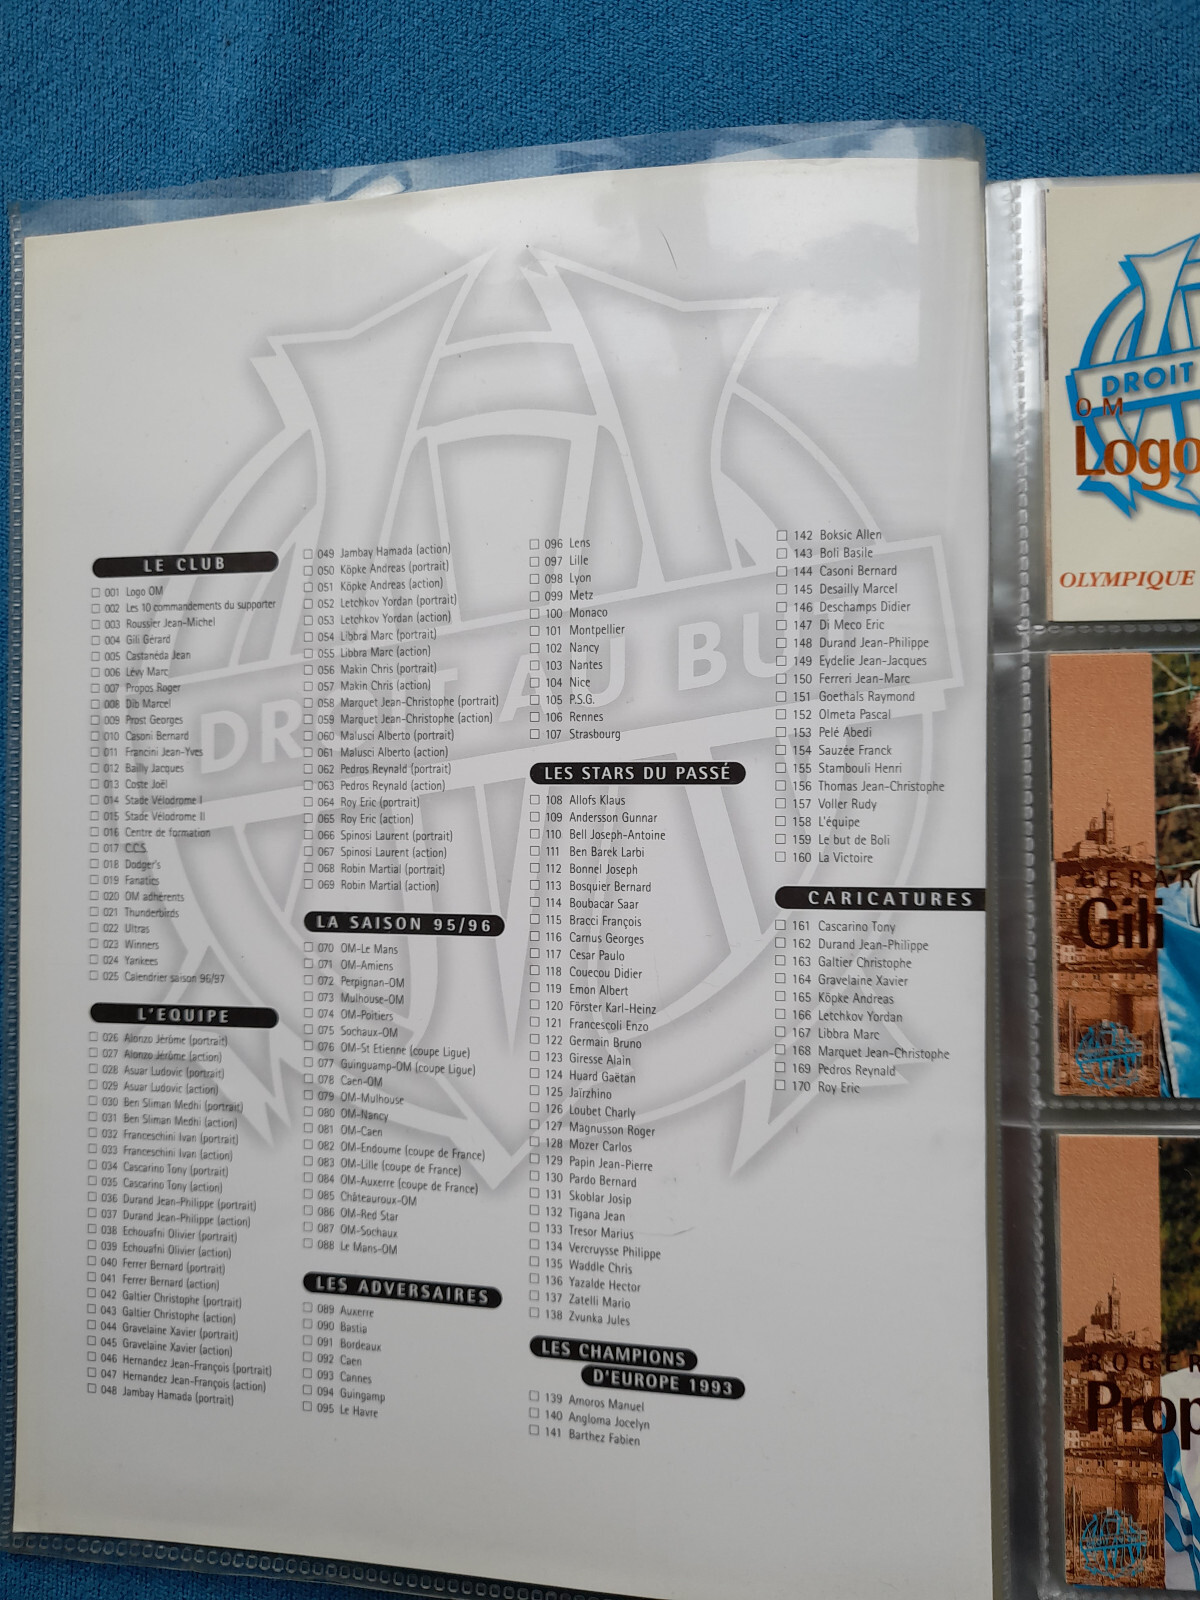 LE CLUB
001 Logo OM
002 Les 10 commandements du supporter
003 Roussier Jean-Michel
004 Gili Gérard
005 Castanéda Jean
006 Lévy Marc
007 Propos Roger
008 Dib Marcel
009 Prost Georges
010 Casoni Bernard
011 Francini Jean-Yves
012 Bailly Jacques
013 Coste Joël
014 Stade Vélodrome I
015 Stade Vélodrome II
016 Centre de formation
017 C.C.S.
018 Dodger's
019 Fanatics
020 OM adhérents
021 Thunderbirds
022 Ultras
023 Winners
024 Yankees
025 Calendrier saison 96/97
L'EQUIPE
026 Alonzo Jérôme (portrait)
027 Alonzo Jérôme (action)
028 Asuar Ludovic (portrait)
029 Asuar Ludovic (action)
030 Ben Sliman Medhi (portrait)
031 Ben Sliman Medhi (action)
032 Franceschini Ivan (portrait)
033 Franceschini Ivan (action)
034 Cascarino Tony (portrait)
035 Cascarino Tony (action)
036 Durand Jean-Philippe (portrait)
037 Durand Jean-Philippe (action)
038 Echouafni Olivier (portrait)
039 Echouafni Olivier (action)
040 Ferrer Bernard (portrait)
041 Ferrer Bernard (action)
042 Galtier Christophe (portrait)
043 Galtier Christophe (action)
044 Gravelaine Xavier (portrait)
045 Gravelaine Xavier (action)
046 Hernandez Jean-François (portrait)
047 Hernandez Jean-François (action)
048 Jambay Hamada (portrait)
049 Jambay Hamada (action)
050 Köpke Andreas (portrait)
051 Köpke Andreas (action)
052 Letchkov Yordan (portrait)
053 Letchkov Yordan (action)
054 Libbra Marc (portrait)
055 Libbra Marc (action)
056 Makin Chris (portrait)
057 Makin Chris (action)
058 Marquet Jean-Christophe (portrait)
059 Marquet Jean-Christophe (action)
060 Malusci Alberto (portrait)
061 Malusci Alberto (action)
062 Pedros Reynald (portrait)
063 Pedros Reynald (action)
064 Roy Eric (portrait)
065 Roy Eric (action)
066 Spinosi Laurent (portrait)
067 Spinosi Laurent (action)
068 Robin Martial (portrait)
069 Robin Martial (action)
LA SAISON 95/96
070 OM-Le Mans
071 OM-Amiens
072 Perpignan-OM
073 Mulhouse-OM
074 OM-Poitiers
075 Sochaux-OM
076 OM-St Etienne (coupe Ligue)
077 Guinguamp-OM (coupe Ligue)
078 Caen-OM
079 OM-Mulhouse
080 OM-Nancy
081 OM-Caen
082 OM-Endoume (coupe de France)
083 OM-Lille (coupe de France)
084 OM-Auxerre (coupe de France)
085 Châteauroux-OM
086 OM-Red Star
087 OM-Sochaux
088 Le Mans-OM
LES ADVERSAIRES
089 Auxerre
090 Bastia
091 Bordeaux
092 Caen
093 Cannes
094 Guingamp
095 Le Havre
096 Lens
097 Lille
098 Lyon
099 Metz
100 Monaco
101 Montpellier
102 Nancy
103 Nantes
104 Nice
105 P.S.G.
106 Rennes
107 Strasbourg
LES STARS DU PASSÉ
108 Allofs Klaus
109 Andersson Gunnar
110 Bell Joseph-Antoine
111 Ben Barek Larbi
112 Bonnel Joseph
113 Bosquier Bernard
114 Boubacar Saar
115 Bracci François
116 Carnus Georges
117 Cesar Paulo
118 Couecou Didier
119 Emon Albert
120 Förster Karl-Heinz
121 Francescoli Enzo
122 Germain Bruno
123 Giresse Alain
124 Huard Gaëtan
125 Jaïrzhino
126 Loubet Charly
127 Magnusson Roger
128 Mozer Carlos
129 Papin Jean-Pierre
130 Pardo Bernard
131 Skoblar Josip
132 Tigana Jean
133 Tresor Marius
134 Vercruysse Philippe
135 Waddle Chris
136 Yazalde Hector
137 Zatelli Mario
138 Zvunka Jules
LES CHAMPIONS
D'EUROPE 1993
139 Amoros Manuel
140 Angloma Jocelyn
141 Barthez Fabien
142 Boksic Allen
143 Boli Basile
144 Casoni Bernard
145 Desailly Marcel
146 Deschamps Didier
147 Di Meco Eric
148 Durand Jean-Philippe
149 Eydelie Jean-Jacques
150 Ferreri Jean-Marc
151 Goethals Raymond
152 Olmeta Pascal
153 Pelé Abedi
154 Sauzée Franck
155 Stambouli Henri
156 Thomas Jean-Christophe
157 Voller Rudy
158 L'équipe
159 Le but de Boli
160 La Victoire
CARICATURES
161 Cascarino Tony
162 Durand Jean-Philippe
163 Galtier Christophe
164 Gravelaine Xavier
165 Köpke Andreas
166 Letchkov Yordan
167 Libbra Marc
168 Marquet Jean-Christophe
169 Pedros Reynald
170 Roy Eric
DROIT AU BU
DROIT
OM
Logo
OLYMPIQUE
GERAR
Gili
ROGER
Prop